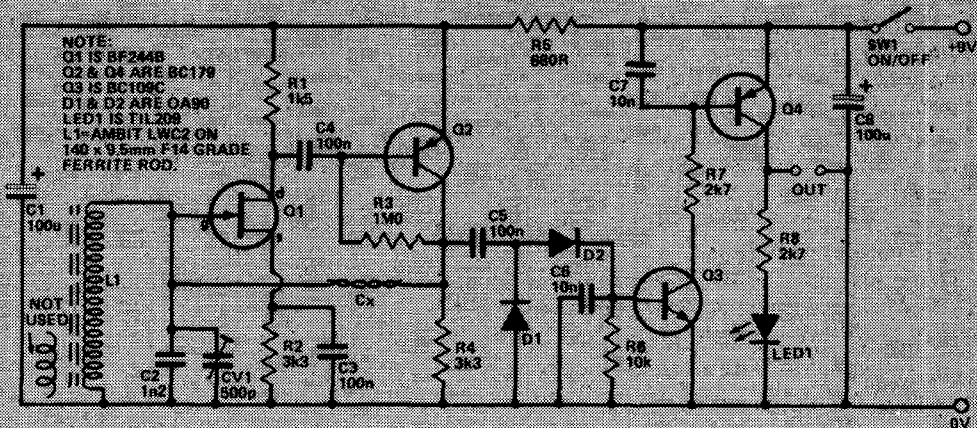 NOTE:
Q1 IS BF244B
Q2 & Q4 ARE BC179
Q3 IS BC109C
D1 & D2 ARE OA90
LED1 IS TIL209
L1=AMBIT LWC2 ON
140 x 9.5mm F14 GRADE
FERRITE ROD.
R1
1k5
C4
100n
Q2
R5
680R
C7
10n
Q4
SW1
ON/OFF
+9V
+
C8
100u
+
C1
100u
L1
NOT
USED
g
d
s
Q1
R3
1M0
C5
100n
D2
C6
10n
R7
2k7
OUT
R8
2k7
Q3
Cx
C2
1n2
CV1
500p
R2
3k3
C3
100n
R4
3k3
D1
R6
10k
LED1
0V